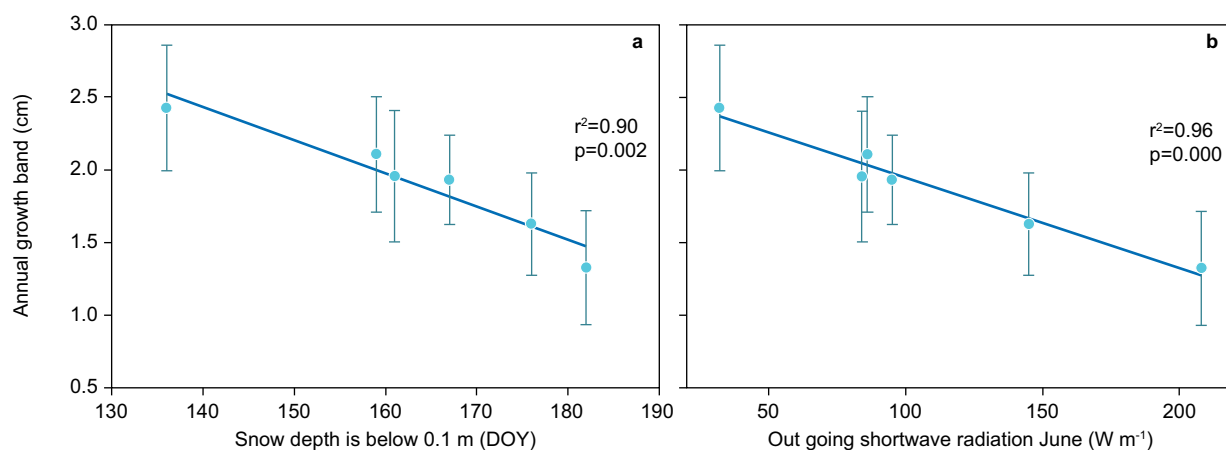 3.0
2.5
2.0
1.5
1.0
0.5
Annual growth band (cm)
a
r²=0.90
p=0.002
130 140 150 160 170 180 190
Snow depth is below 0.1 m (DOY)
b
r²=0.96
p=0.000
50 100 150 200
Out going shortwave radiation June (W m⁻¹)